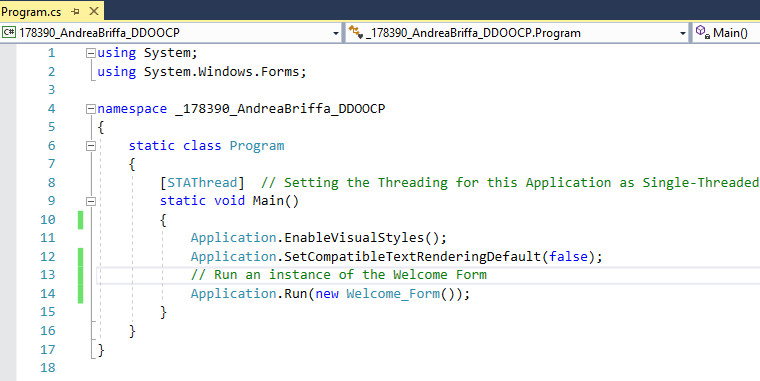 Program.cs
178390_AndreaBriffa_DDOOCP _178390_AndreaBriffa_DDOOCP.Program Main()
1 using System;
2 using System.Windows.Forms;
3
4 namespace _178390_AndreaBriffa_DDOOCP
5 {
6 static class Program
7 {
8 [STAThread] // Setting the Threading for this Application as Single-Threaded
9 static void Main()
10 {
11 Application.EnableVisualStyles();
12 Application.SetCompatibleTextRenderingDefault(false);
13 // Run an instance of the Welcome Form
14 Application.Run(new Welcome_Form());
15 }
16 }
17 }
18